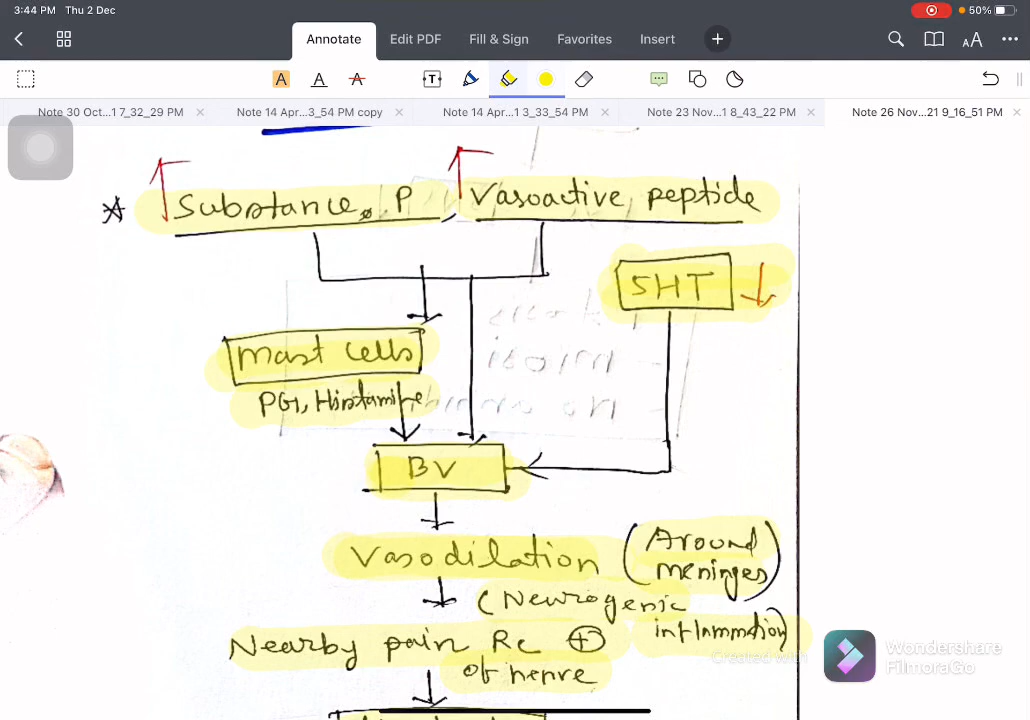 3:44 PM Thu 2 Dec
50%
Annotate Edit PDF Fill & Sign Favorites Insert
Note 30 Oct...1 7_32_29 PM
Note 14 Apr...3_54 PM copy
Note 14 Apr...1 3_33_54 PM
Note 23 Nov...1 8_43_22 PM
Note 26 Nov...21 9_16_51 PM
Substance P, Vasoactive peptide
5HT
Mast cells
PG1, Histamine
BV
Vasodilation (Around meninges)
(Neurogenic inflammation)
Nearby pain Rc +
of nerve
Created with
Wondershare
FilmoraGo